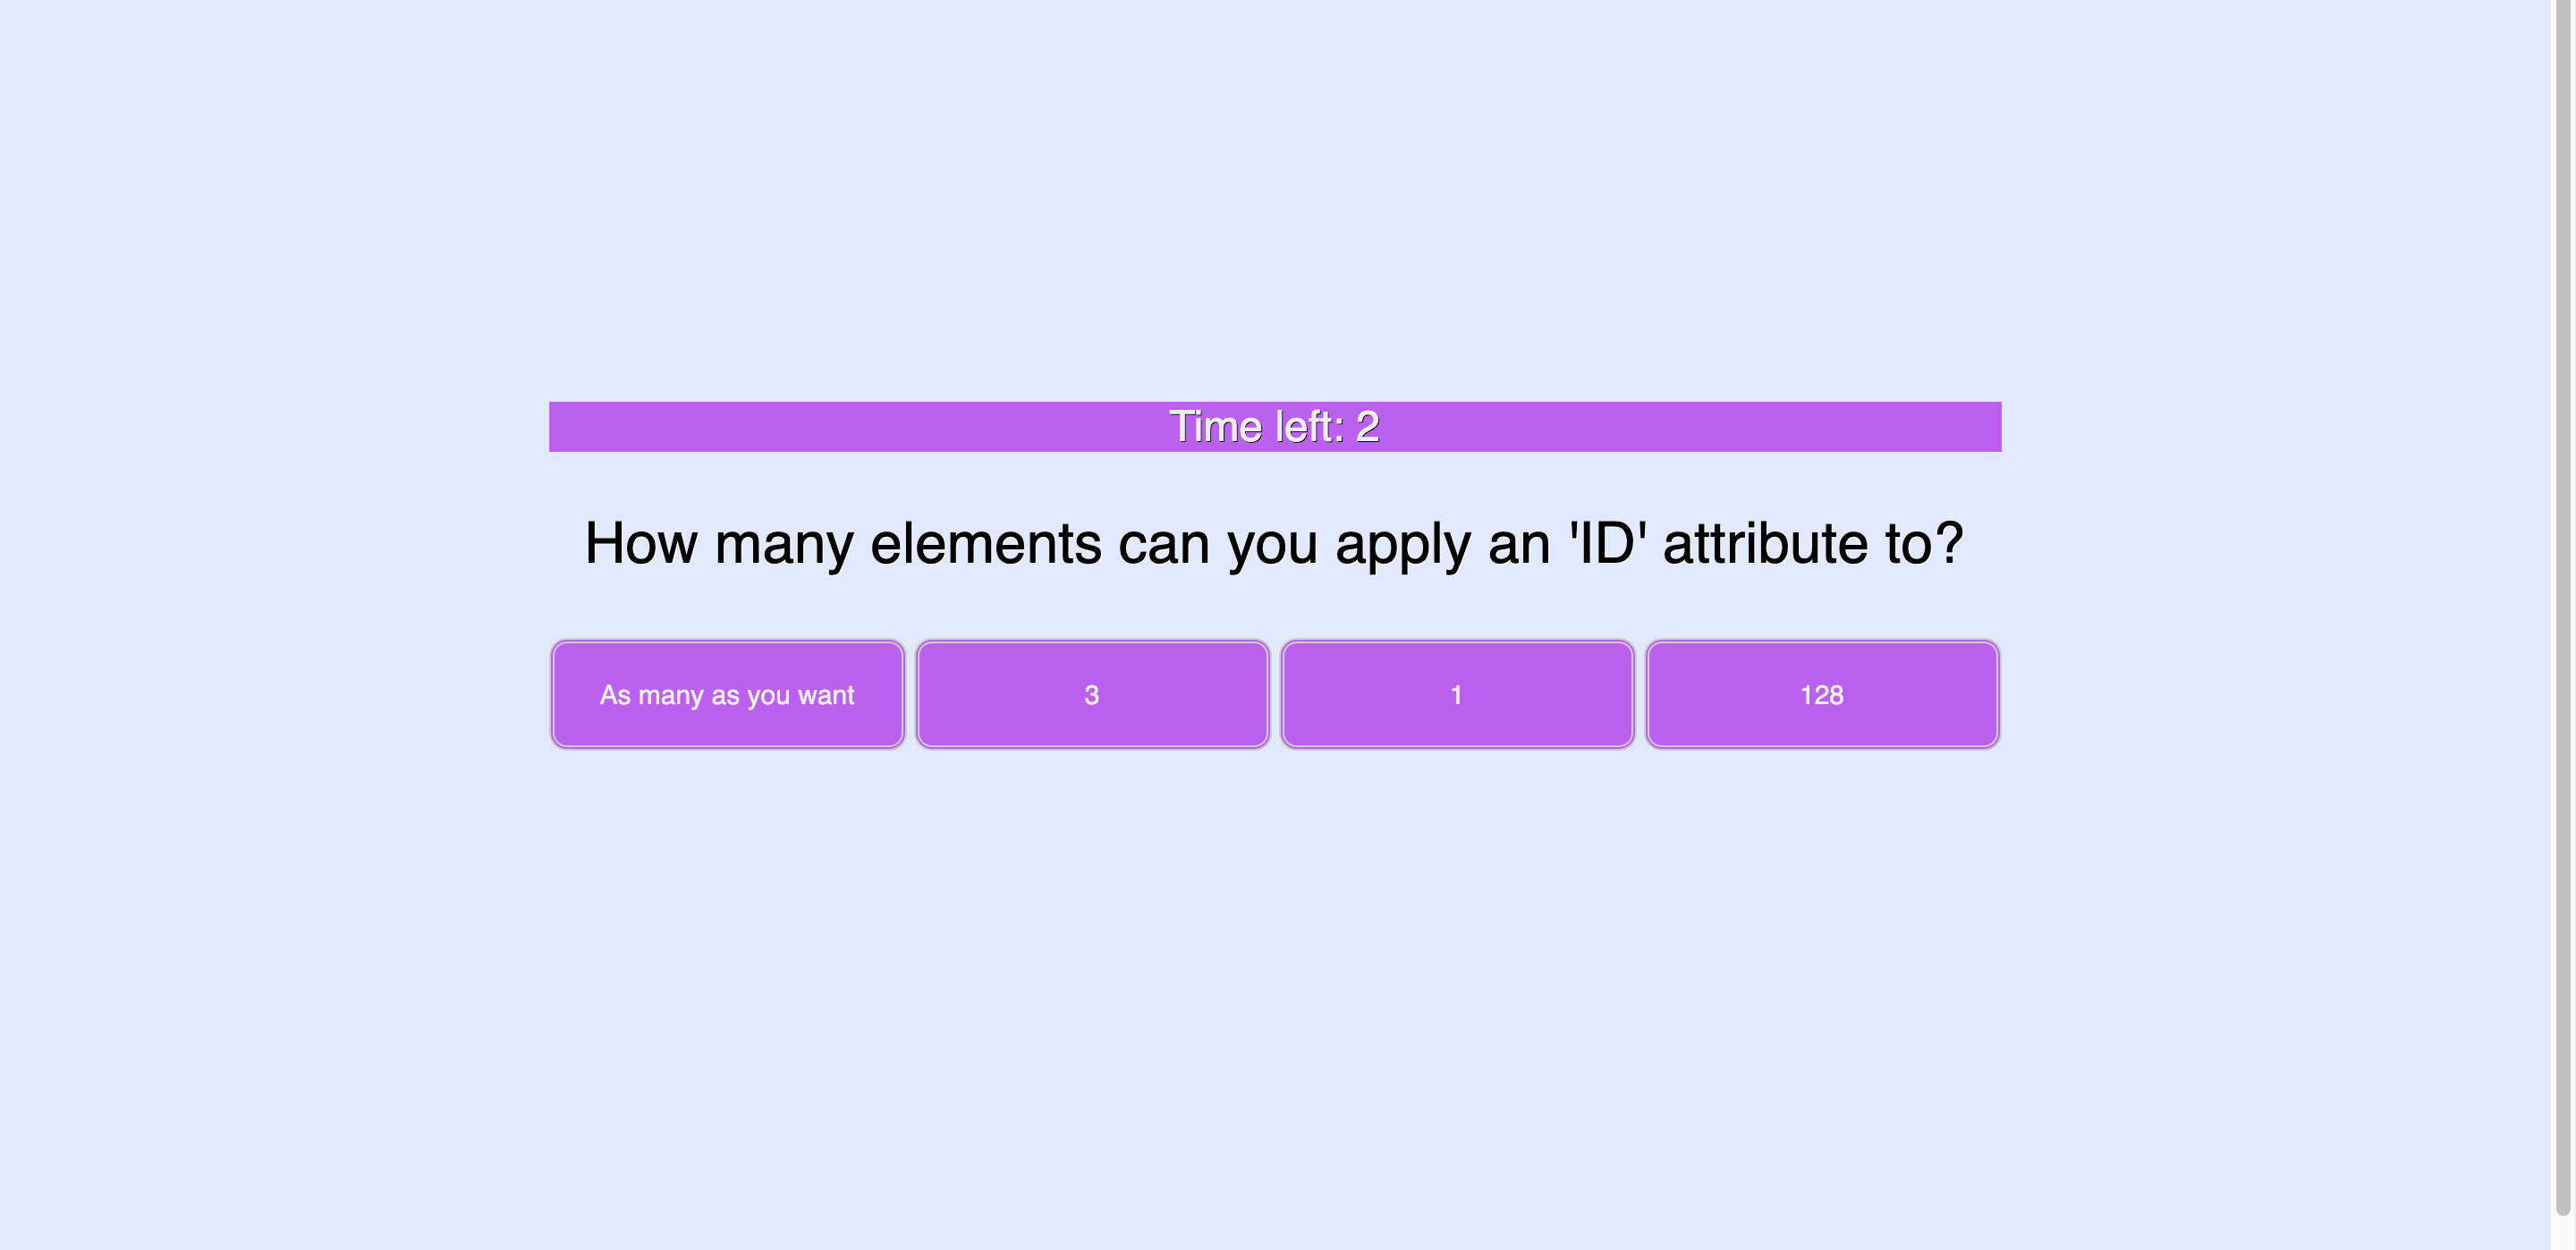 Time left: 2
How many elements can you apply an 'ID' attribute to?
As many as you want
3
1
128